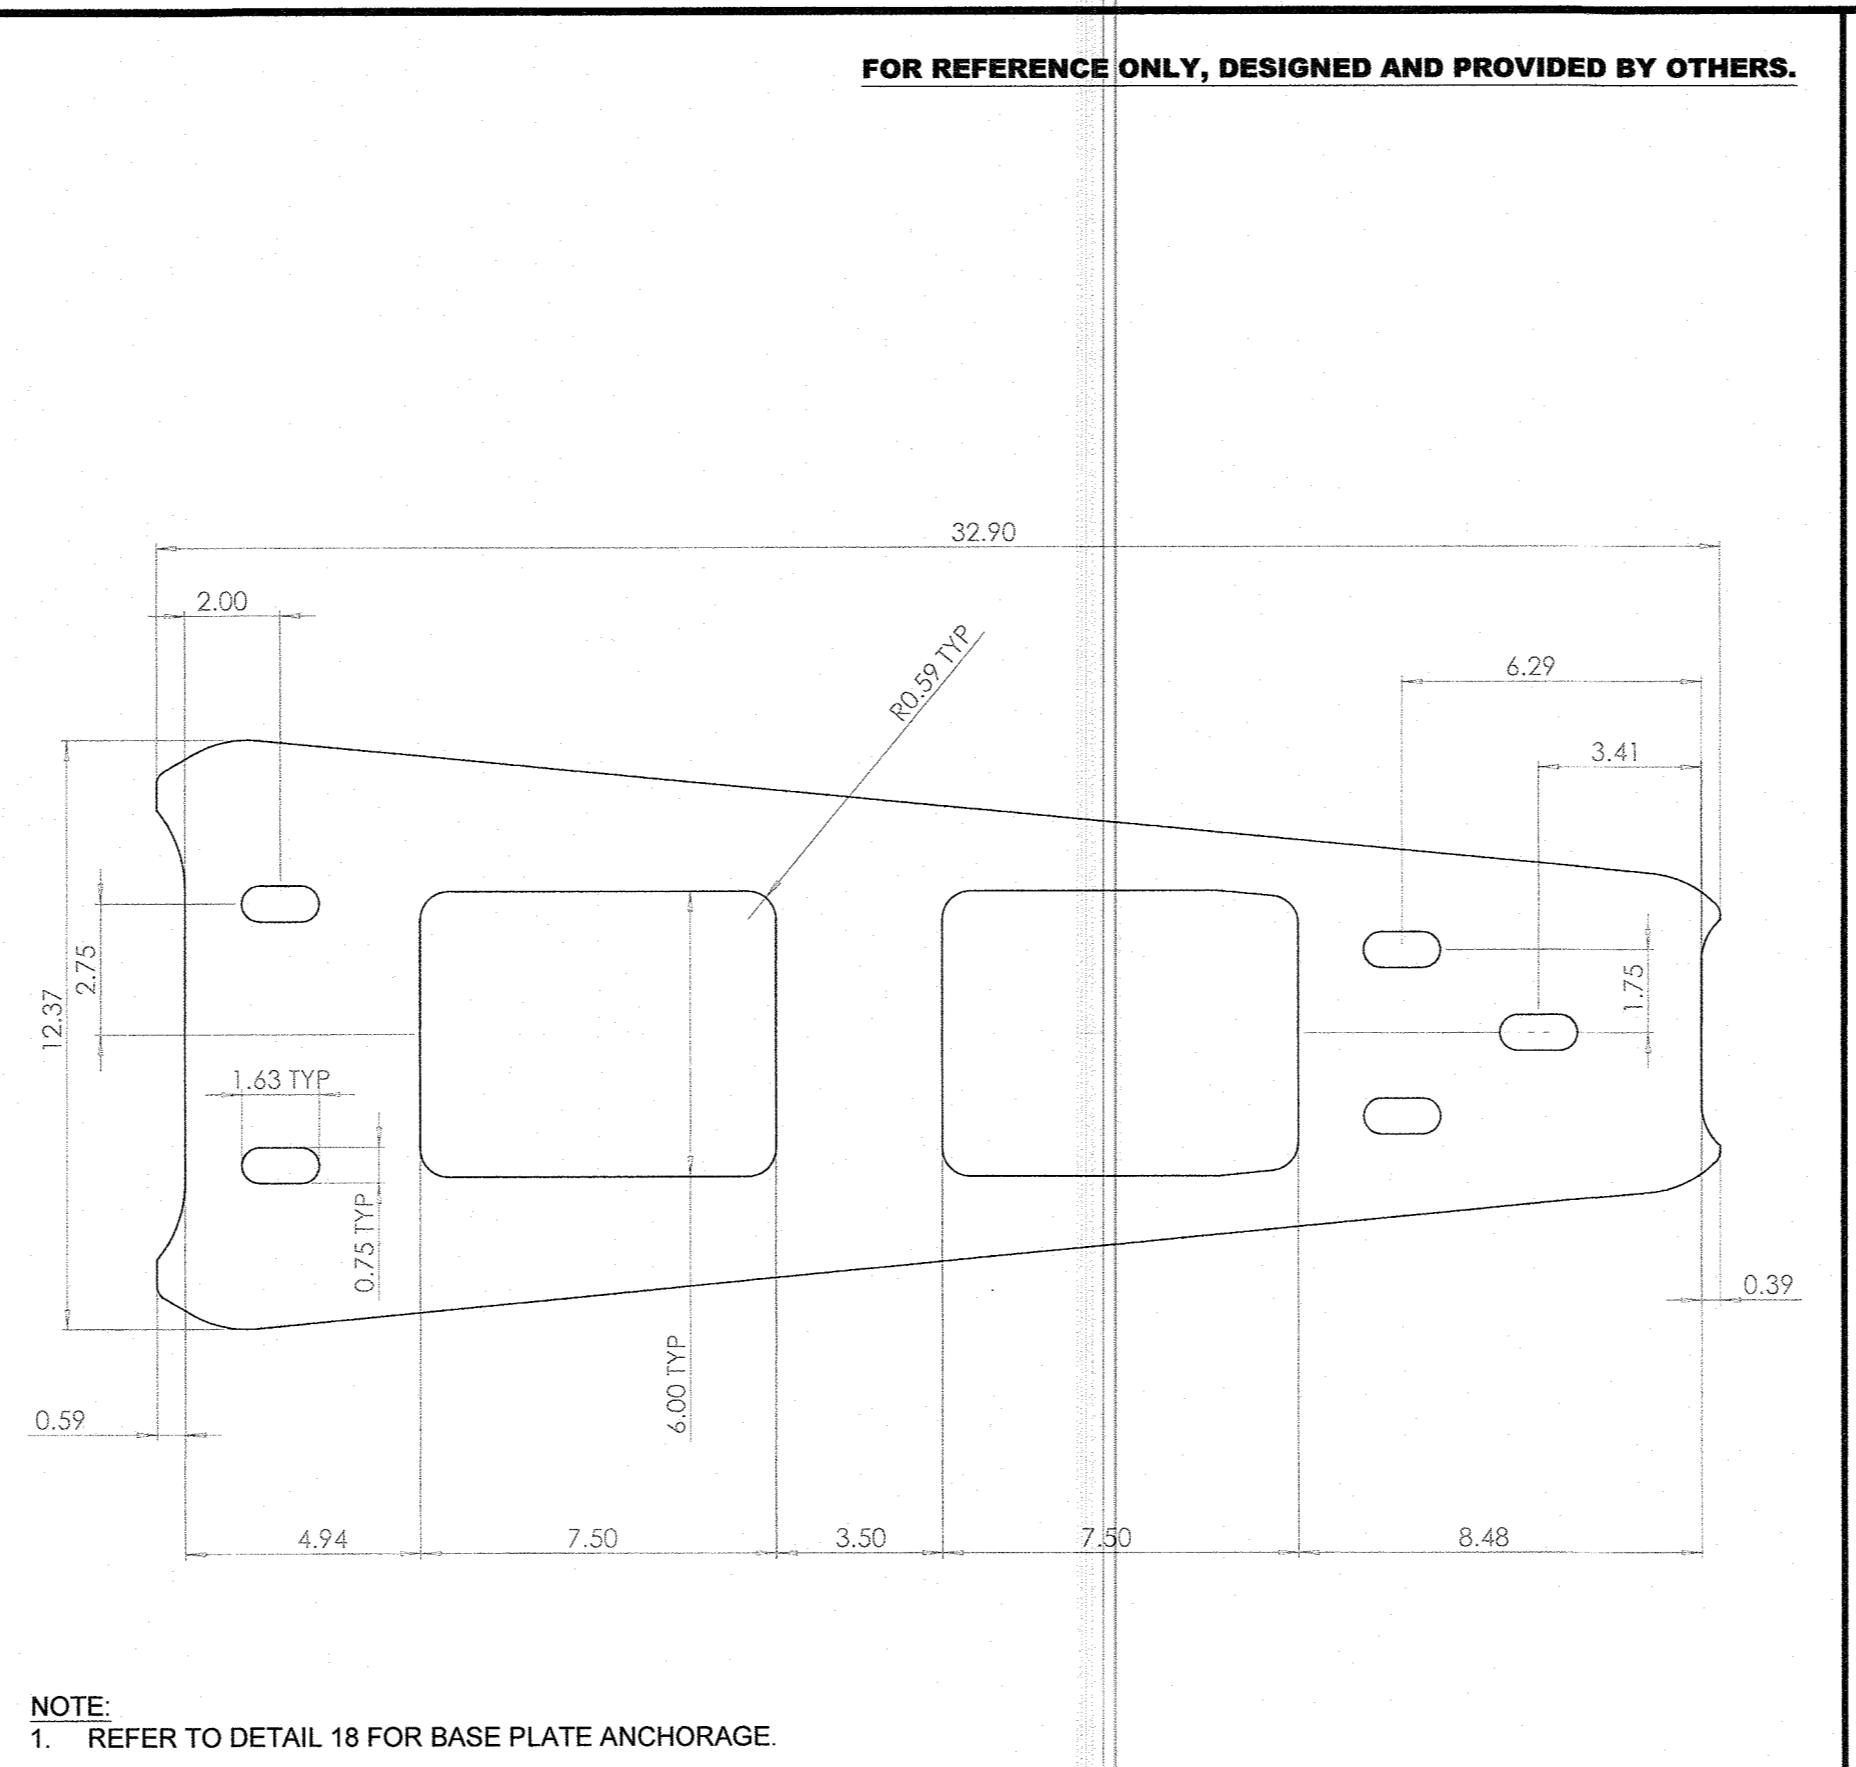 FOR REFERENCE ONLY, DESIGNED AND PROVIDED BY OTHERS.
32.90
2.00
R0.59 TYP
6.29
3.41
2.75
12.37
1.75
1.63 TYP
0.75 TYP
6.00 TYP
0.39
0.59
4.94
7.50
3.50
7.50
8.48
NOTE:
1. REFER TO DETAIL 18 FOR BASE PLATE ANCHORAGE.